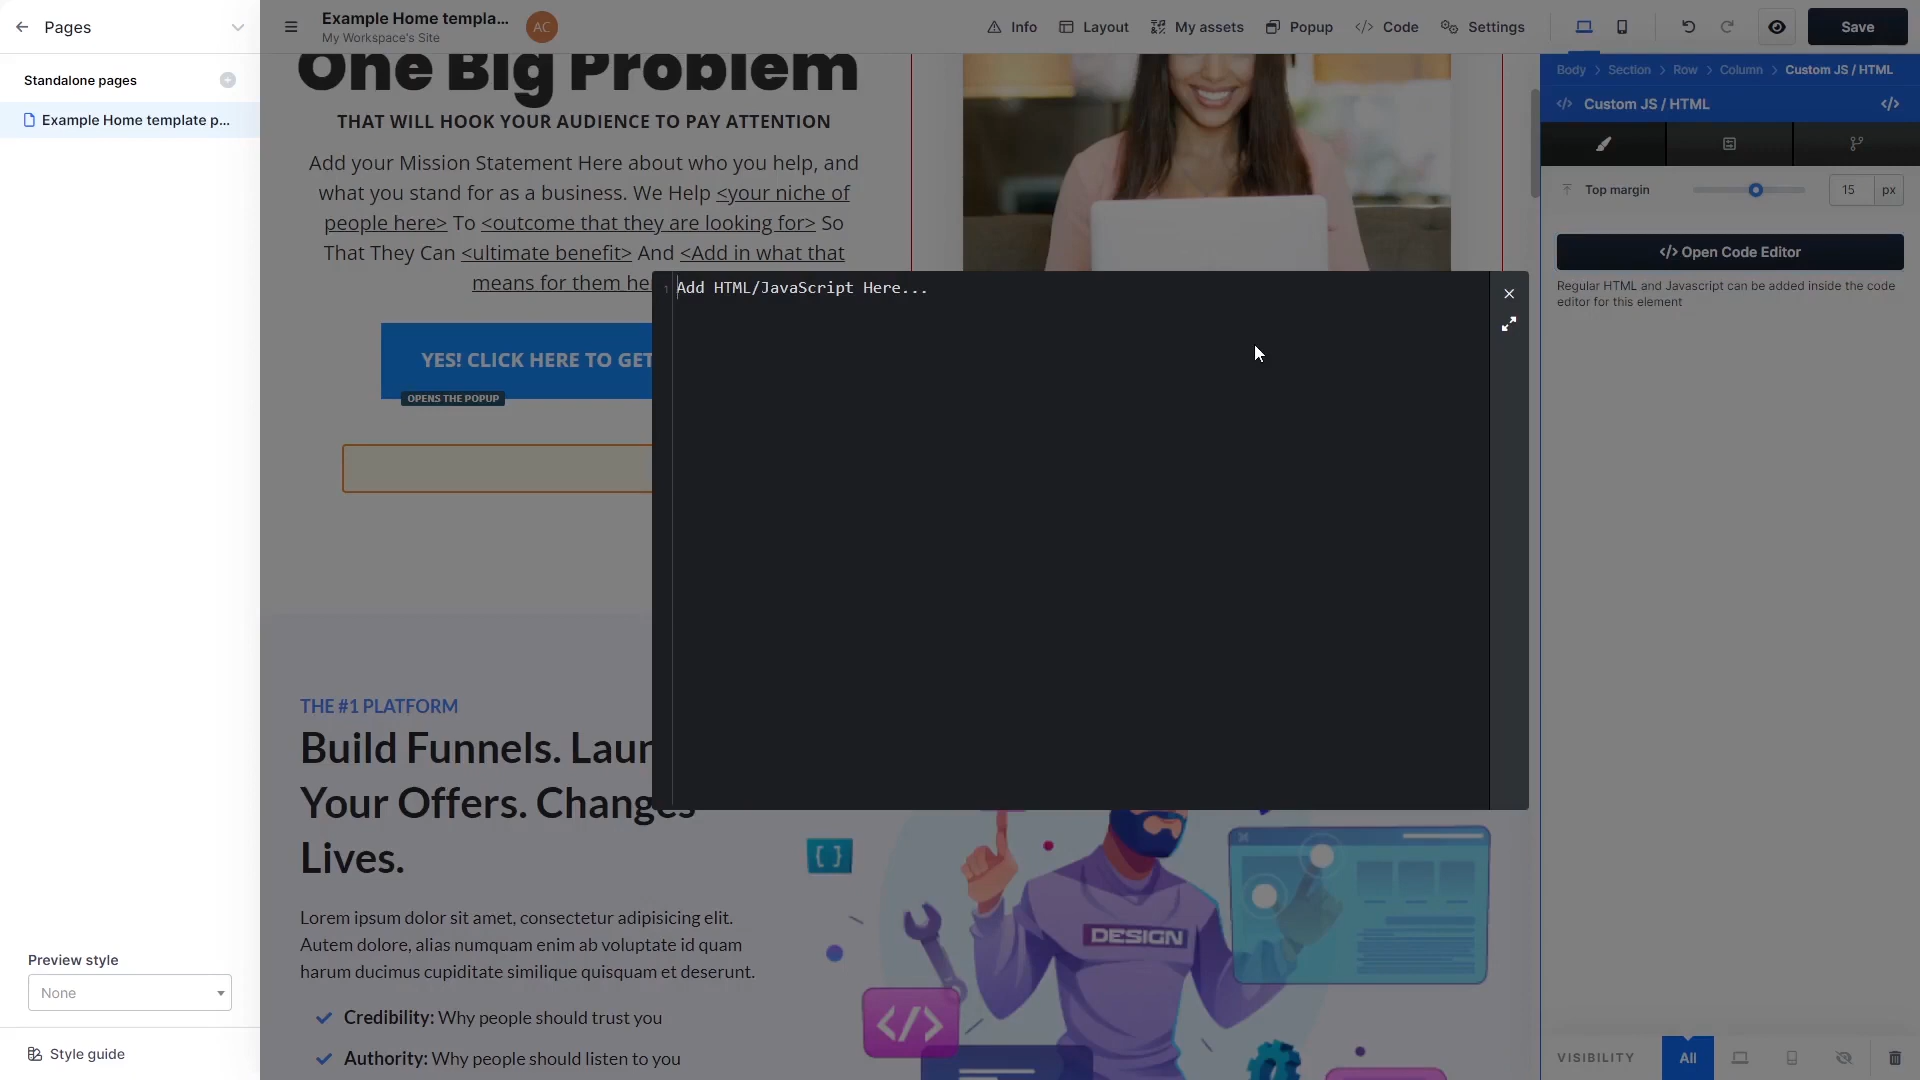 Pages
Example Home templa...
My Workspace's Site
AC
Info
Layout
My assets
Popup
Code
Settings
Save
Standalone pages
Example Home template p...
Preview style
None
Style guide
One Big Problem
THAT WILL HOOK YOUR AUDIENCE TO PAY ATTENTION
Add your Mission Statement Here about who you help, and
what you stand for as a business. We Help <your niche of
people here> To <outcome that they are looking for> So
That They Can <ultimate benefit> And <Add in what that
means for them he
YES! CLICK HERE TO GET
OPENS THE POPUP
1 Add HTML/JavaScript Here...
THE #1 PLATFORM
Build Funnels. Laun
Your Offers. Change
Lives.
Lorem ipsum dolor sit amet, consectetur adipisicing elit.
Autem dolore, alias numquam enim ab voluptate id quam
harum ducimus cupiditate similique quisquam et deserunt.
Credibility: Why people should trust you
Authority: Why people should listen to you
{ }
DESIGN
</>
Body > Section > Row > Column > Custom JS / HTML
</> Custom JS / HTML </>
Top margin
15 px
</> Open Code Editor
Regular HTML and Javascript can be added inside the code
editor for this element
VISIBILITY
All